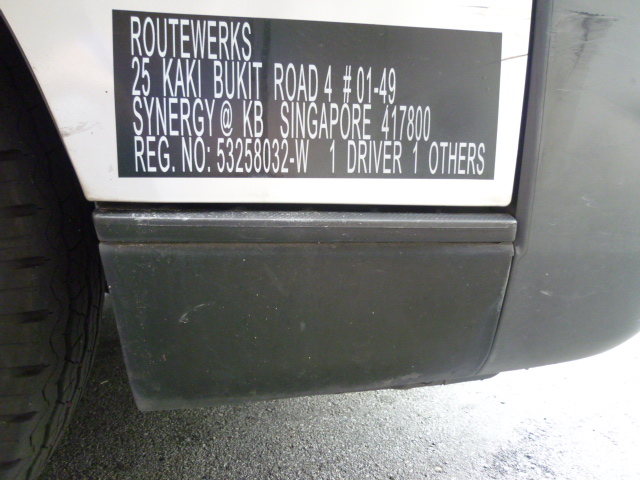 ROUTEWERKS
25 KAKI BUKIT ROAD 4 #01-49
SYNERGY@ KB SINGAPORE 417800
REG. NO: 53258032-W 1 DRIVER 1 OTHERS